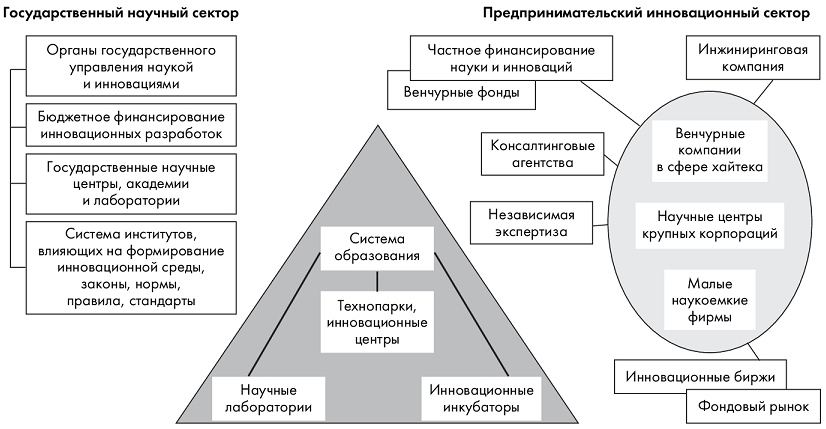 Государственный научный сектор
Органы государственного
управления наукой
и инновациями
Бюджетное финансирование
инновационных разработок
Государственные научные
центры, академии
и лаборатории
Система институтов,
влияющих на формирование
инновационной среды,
законы, нормы,
правила, стандарты
Система
образования
Технопарки,
инновационные
центры
Научные
лаборатории
Инновационные
инкубаторы
Предпринимательский инновационный сектор
Частное финансирование
науки и инноваций
Венчурные фонды
Инжиниринговая
компания
Консалтинговые
агентства
Независимая
экспертиза
Венчурные
компании
в сфере хайтека
Научные центры
крупных корпораций
Малые
наукоемкие
фирмы
Инновационные биржи
Фондовый рынок